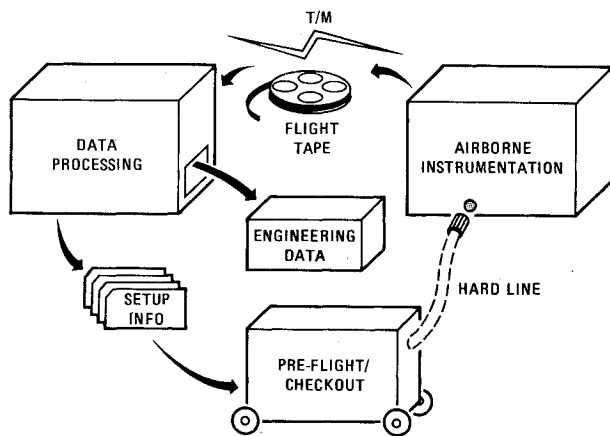 T/M
FLIGHT
TAPE
DATA
PROCESSING
AIRBORNE
INSTRUMENTATION
ENGINEERING
DATA
HARD LINE
SETUP
INFO
PRE-FLIGHT/
CHECKOUT